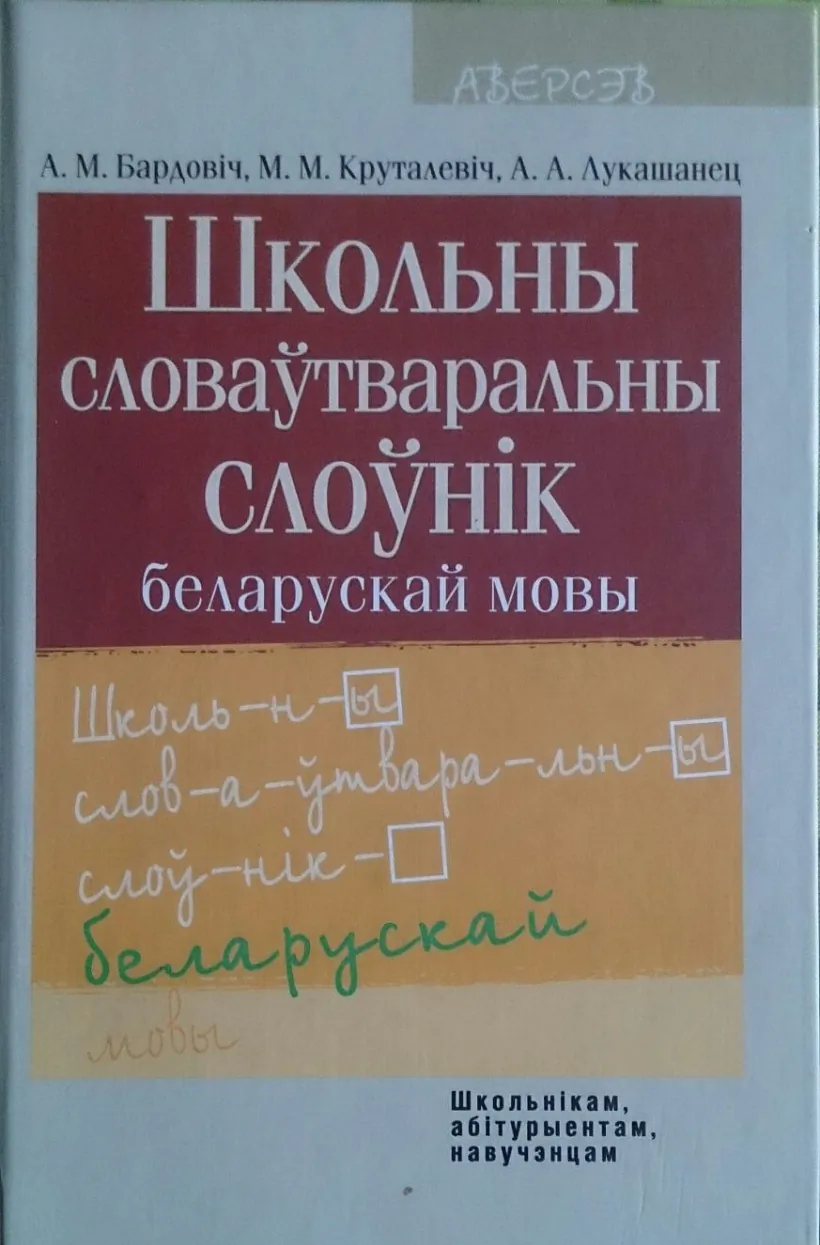 АВЕРСЭВ
А. М. Бардовіч, М. М. Круталевіч, А. А. Лукашанец
Школьны
словаўтваральны
слоўнік
беларускай мовы
Школь-н-ы
слов-а-ўтвара-льн-ы
слоў-нік-
беларускай
мовы
Школьнікам,
абітурыентам,
навучэнцам